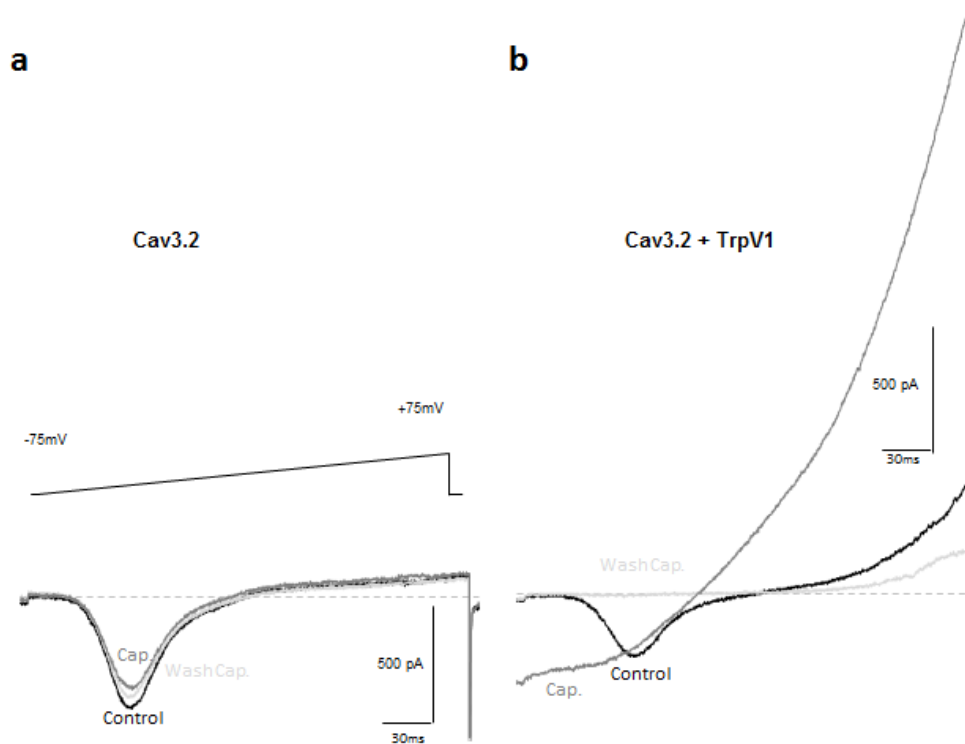 a
b
Cav3.2
Cav3.2 + TrpV1
500 pA
30ms
+75mV
-75mV
WashCap.
Cap.
WashCap.
500 pA
Control
30ms
Control
Cap.